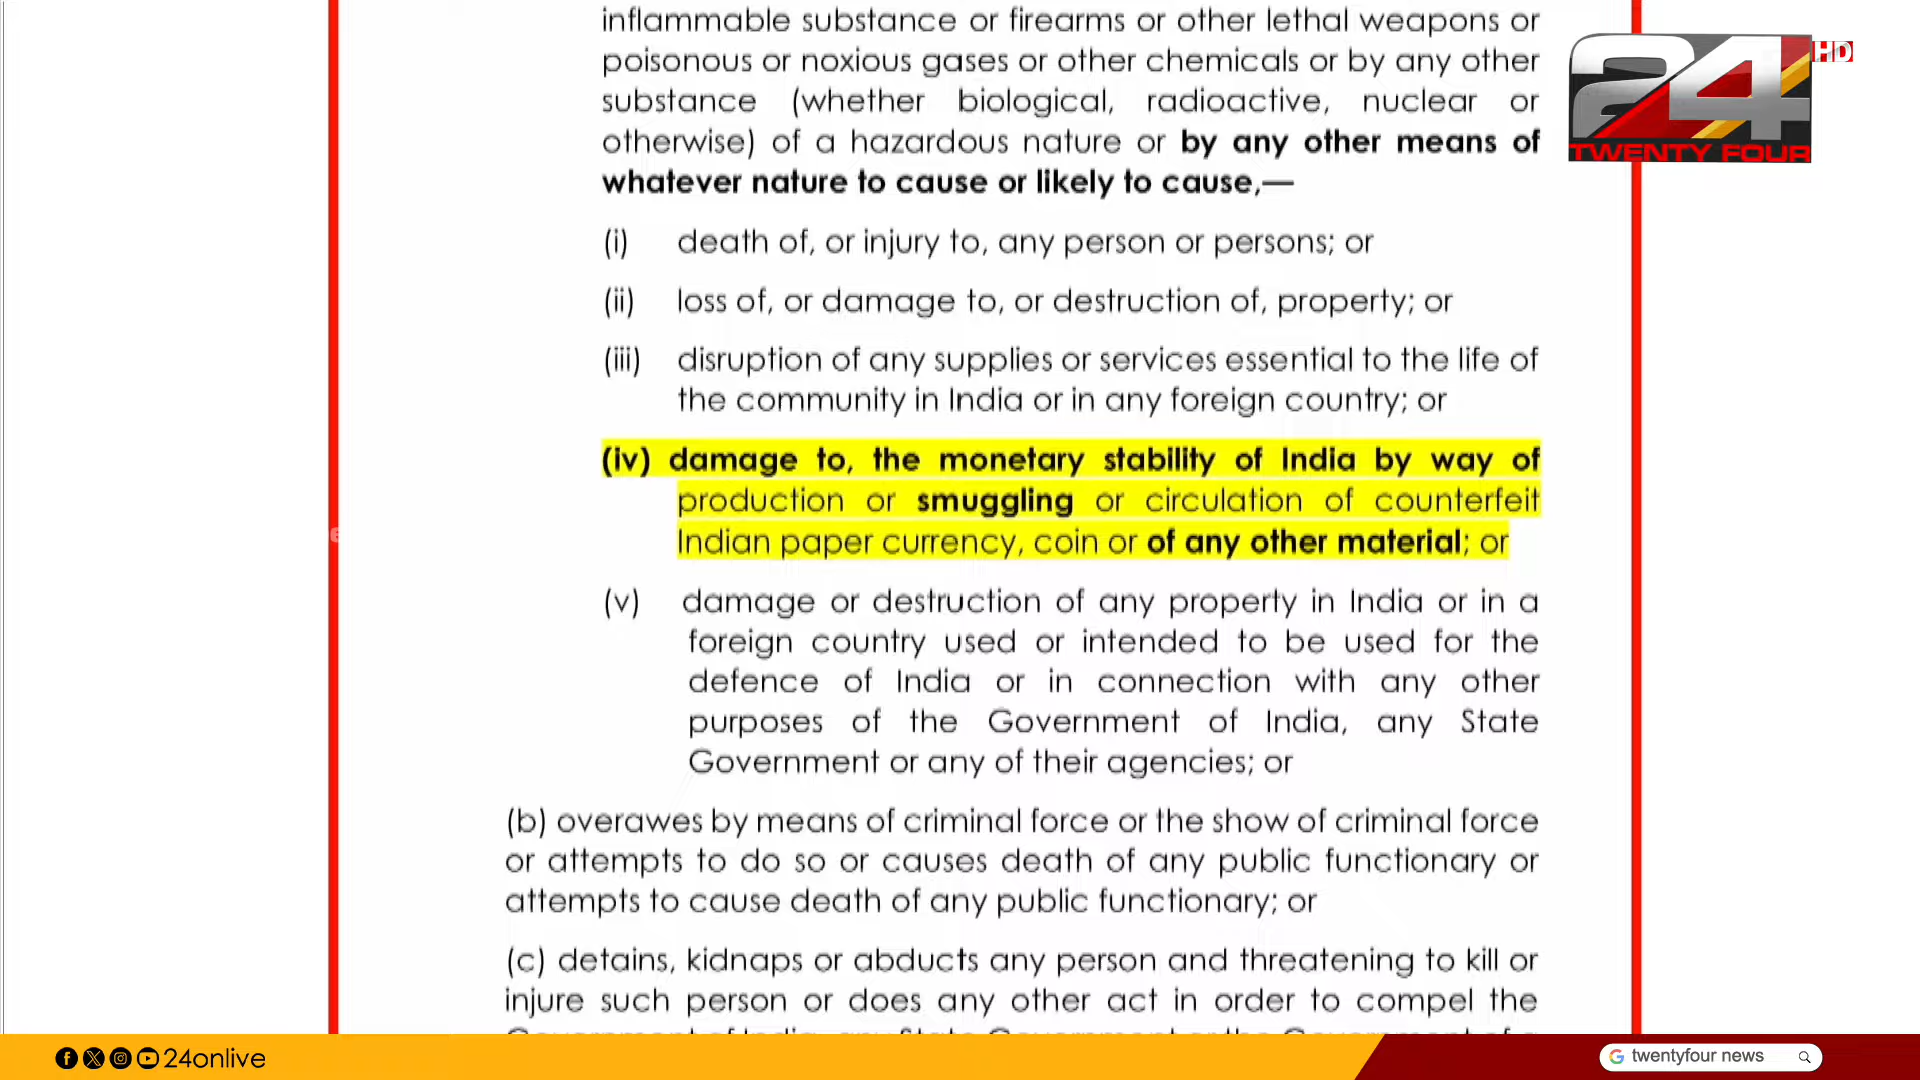 inflammable substance or firearms or other lethal weapons or
poisonous or noxious gases or other chemicals or by any other
substance (whether biological, radioactive, nuclear or
otherwise) of a hazardous nature or by any other means of
whatever nature to cause or likely to cause,—
(i) death of, or injury to, any person or persons; or
(ii) loss of, or damage to, or destruction of, property; or
(iii) disruption of any supplies or services essential to the life of
the community in India or in any foreign country; or
(iv) damage to, the monetary stability of India by way of
production or smuggling or circulation of counterfeit
Indian paper currency, coin or of any other material; or
(v) damage or destruction of any property in India or in a
foreign country used or intended to be used for the
defence of India or in connection with any other
purposes of the Government of India, any State
Government or any of their agencies; or
(b) overawes by means of criminal force or the show of criminal force
or attempts to do so or causes death of any public functionary or
attempts to cause death of any public functionary; or
(c) detains, kidnaps or abducts any person and threatening to kill or
injure such person or does any other act in order to compel the
24 HD
TWENTY FOUR
24onlive
twentyfour news